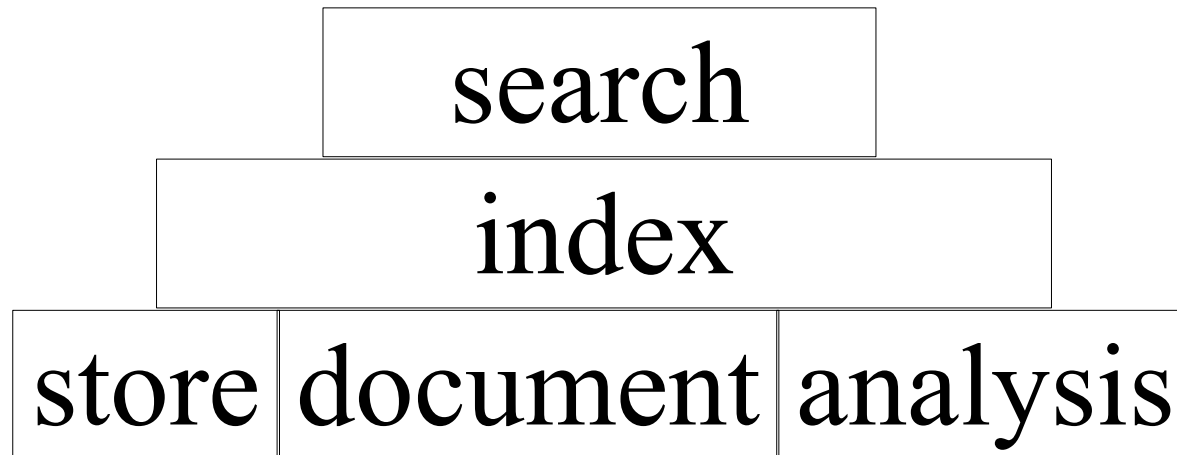 search
index
store document analysis